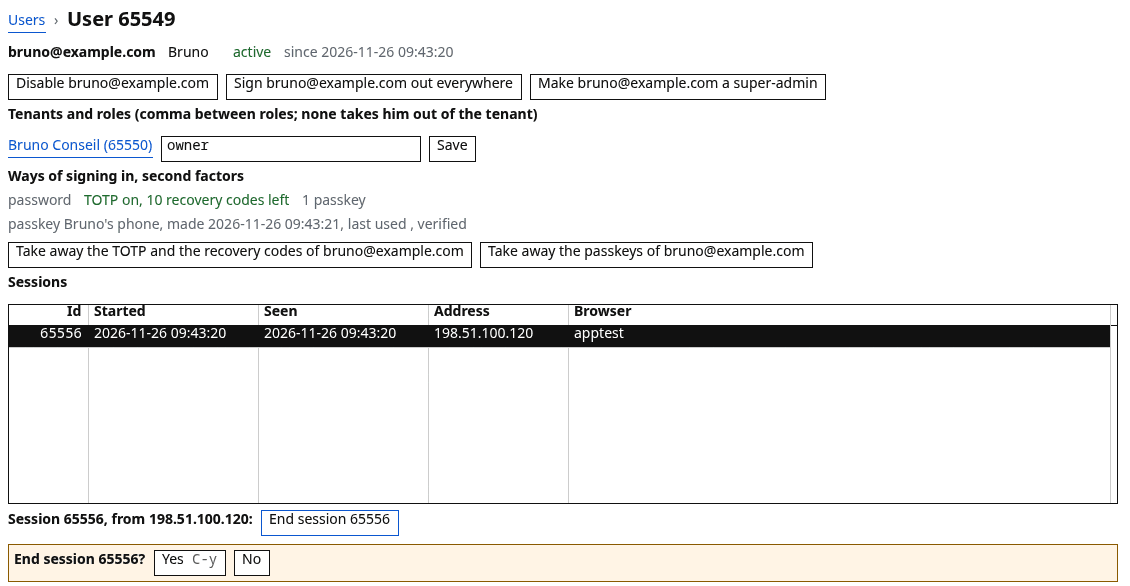 Users › User 65549
bruno@example.com Bruno active since 2026-11-26 09:43:20
Disable bruno@example.com Sign bruno@example.com out everywhere Make bruno@example.com a super-admin
Tenants and roles (comma between roles; none takes him out of the tenant)
Bruno Conseil (65550) owner Save
Ways of signing in, second factors
password TOTP on, 10 recovery codes left 1 passkey
passkey Bruno's phone, made 2026-11-26 09:43:21, last used , verified
Take away the TOTP and the recovery codes of bruno@example.com Take away the passkeys of bruno@example.com
Sessions
Id Started Seen Address Browser
65556 2026-11-26 09:43:20 2026-11-26 09:43:20 198.51.100.120 apptest
Session 65556, from 198.51.100.120: End session 65556
End session 65556? Yes C-y No